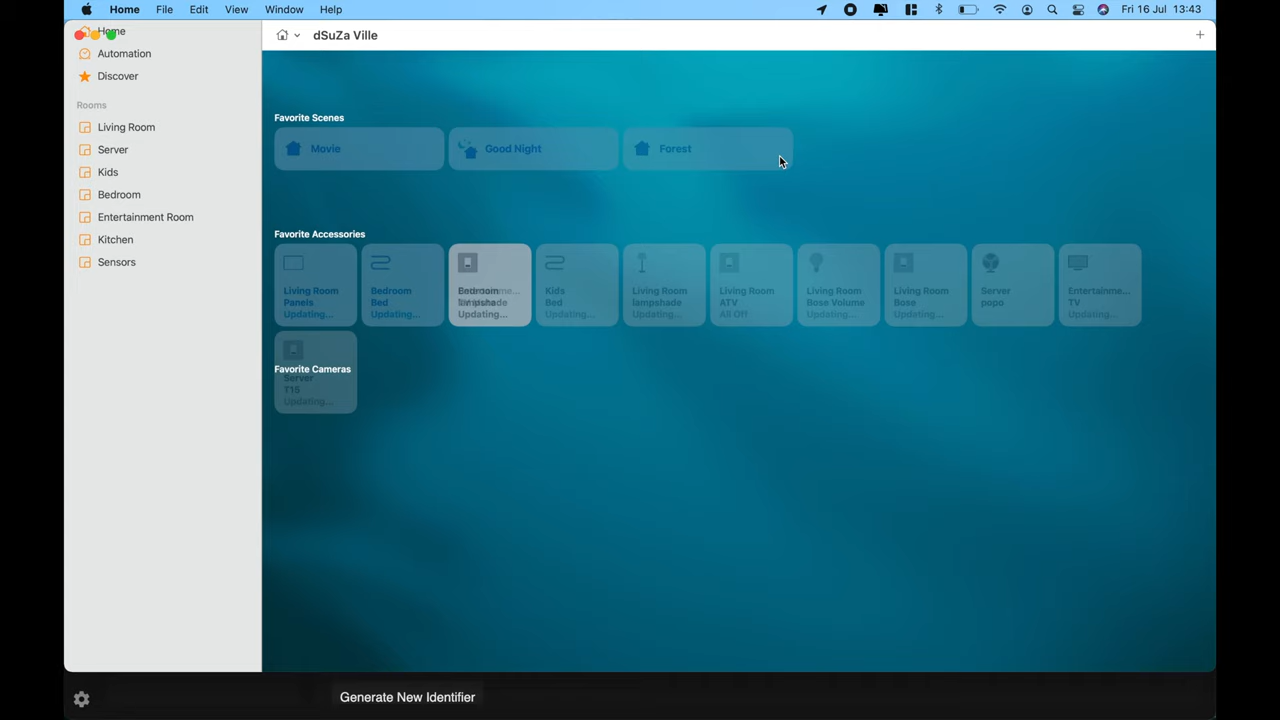 Home File Edit View Window Help Fri 16 Jul 13:43
Home
dSuZa Ville
Automation
Discover
Rooms
Living Room
Server
Kids
Bedroom
Entertainment Room
Kitchen
Sensors
Favorite Scenes
Movie
Good Night
Forest
Favorite Accessories
Living Room
Panels
Updating...
Bedroom
Bed
Updating...
Bedroom
lampshade
Updating...
Kids
Bed
Updating...
Living Room
lampshade
Updating...
Living Room
ATV
All Off
Living Room
Bose Volume
Updating...
Living Room
Bose
Updating...
Server
popo
Entertainme...
TV
Updating...
Favorite Cameras
Server
T15
Updating...
Generate New Identifier